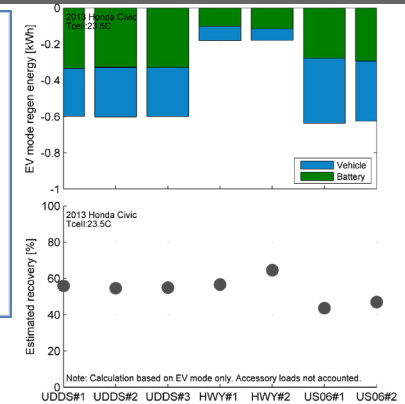 EV mode regen energy [kWh]
0
-0.2
-0.4
-0.6
-0.8
-1
2013 Honda Civic
Tcell:23.5C
Vehicle
Battery
Estimated recovery [%]
100
80
60
40
20
0
2013 Honda Civic
Tcell:23.5C
Note: Calculation based on EV mode only. Accessory loads not accounted.
UDDS#1 UDDS#2 UDDS#3 HWY#1 HWY#2 US06#1 US06#2